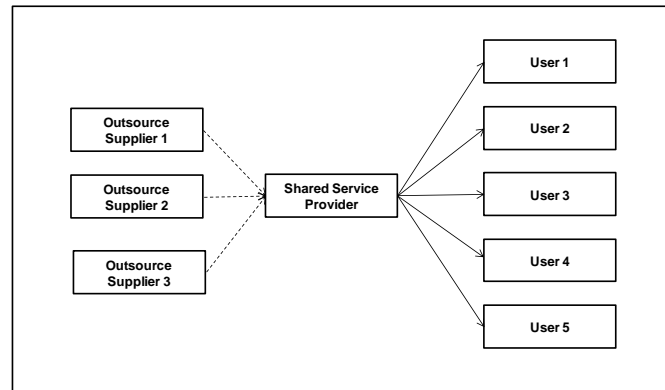 Outsource
Supplier 1
Outsource
Supplier 2
Outsource
Supplier 3
Shared Service
Provider
User 1
User 2
User 3
User 4
User 5